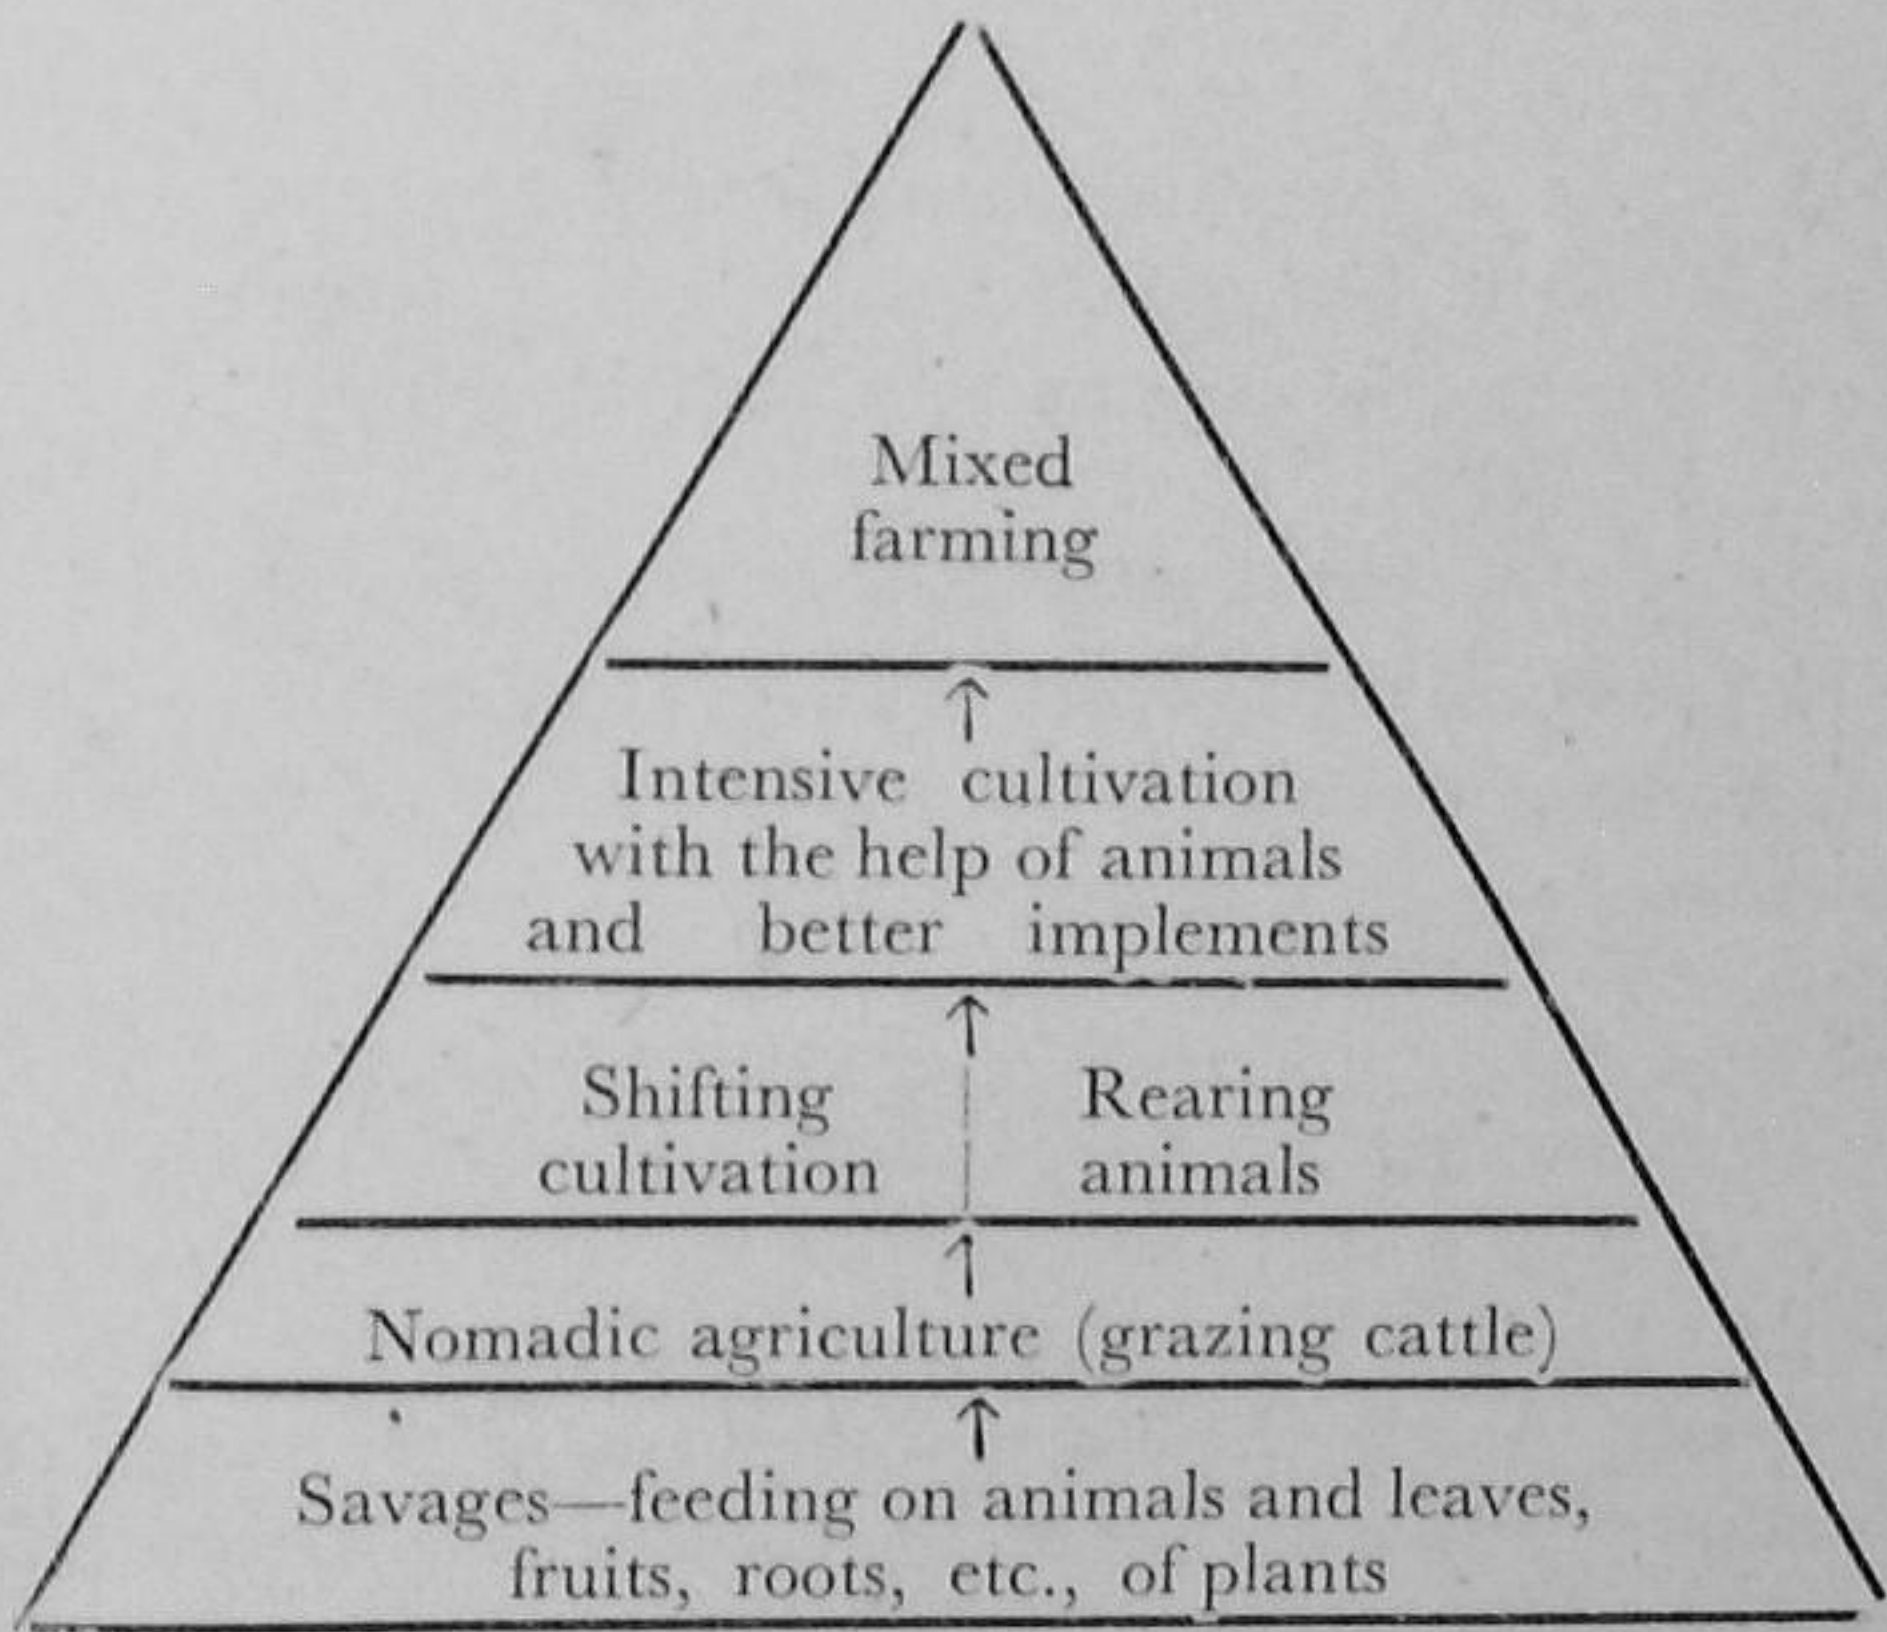 Mixed
farming
Intensive cultivation
with the help of animals
and better implements
Shifting cultivation
Rearing animals
Nomadic agriculture (grazing cattle)
Savages—feeding on animals and leaves,
fruits, roots, etc., of plants